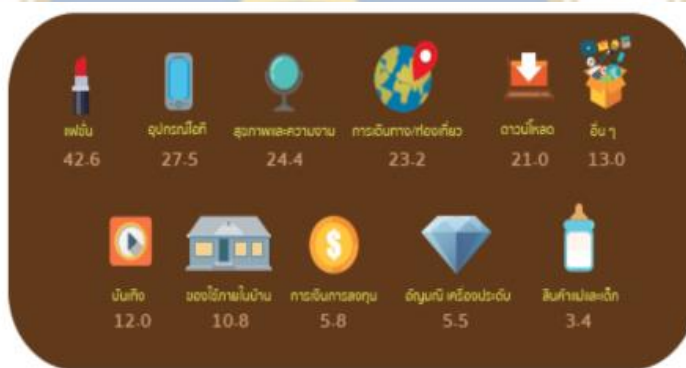 แฟชั่น อุปกรณ์ไอที สุขภาพและความงาม การเดินทาง/ท่องเที่ยว ดาวน์โหลด อื่น ๆ
42.6 27.5 24.4 23.2 21.0 13.0
บันเทิง ของใช้ภายในบ้าน การเงินการลงทุน อัญมณี เครื่องประดับ สินค้าแม่และเด็ก
12.0 10.8 5.8 5.5 3.4